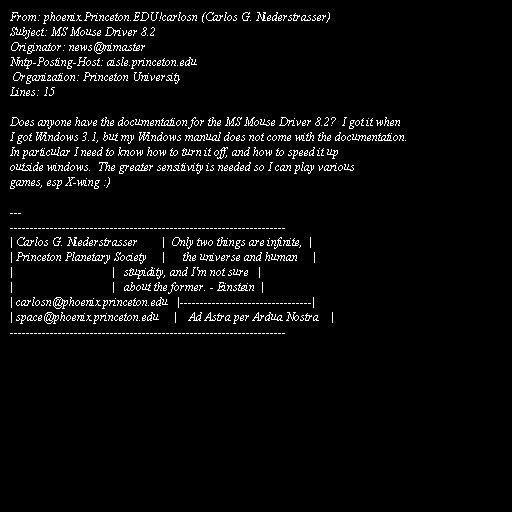 From: phoenix.Princeton.EDU!carlosn (Carlos G. Niederstrasser)
Subject: MS Mouse Driver 8.2
Originator: news@nimaster
Nntp-Posting-Host: aisle.princeton.edu
Organization: Princeton University
Lines: 15

Does anyone have the documentation for the MS Mouse Driver 8.2?  I got it when
I got Windows 3.1, but my Windows manual does not come with the documentation.
In particular I need to know how to turn it off, and how to speed it up
outside windows.  The greater sensitivity is needed so I can play various
games, esp X-wing :)

---
---------------------------------------------------------------------
| Carlos G. Niederstrasser        |  Only two things are infinite,  |
| Princeton Planetary Society     |     the universe and human     |
|                                 |   stupidity, and I'm not sure   |
|                                 |   about the former. - Einstein  |
| carlosn@phoenix.princeton.edu   |---------------------------------|
| space@phoenix.princeton.edu     |    Ad Astra per Ardua Nostra    |
---------------------------------------------------------------------